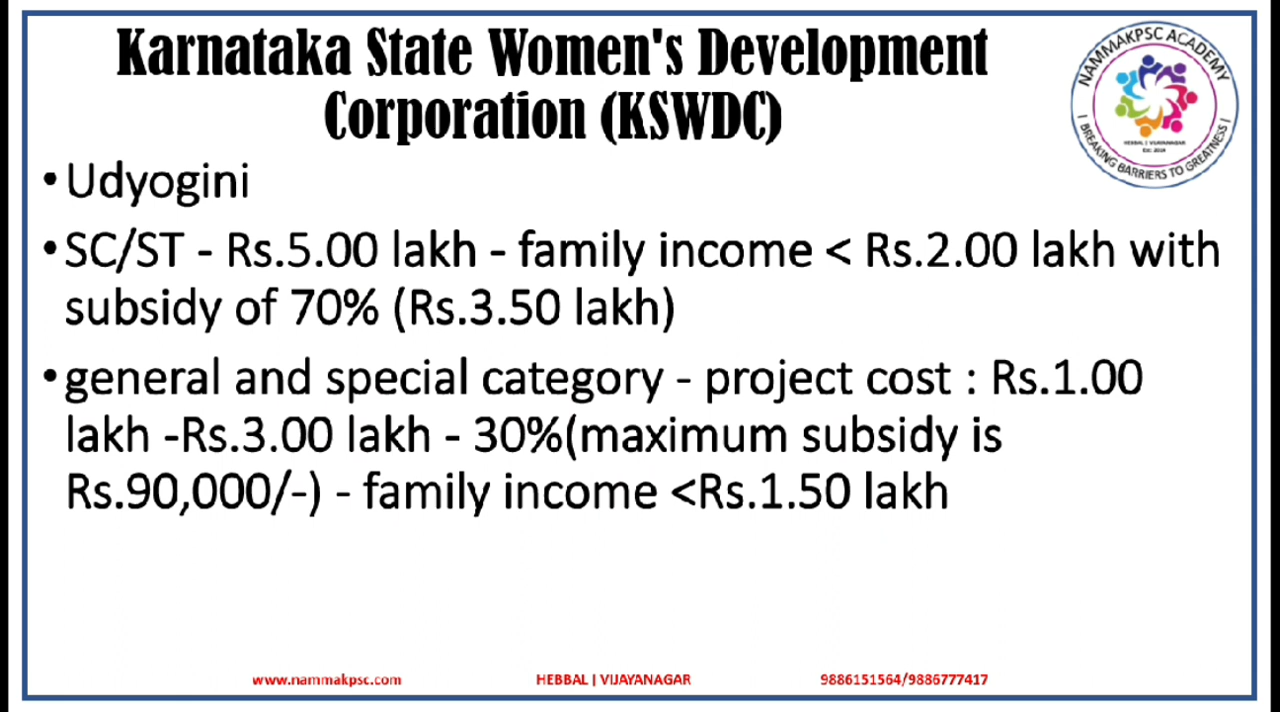 Karnataka State Women's Development
Corporation (KSWDC)
NAMMAKPSC ACADEMY
HEBBAL | VIJAYANAGAR
| BREAKING BARRIERS TO GREATNESS |
• Udyogini
• SC/ST - Rs.5.00 lakh - family income < Rs.2.00 lakh with
subsidy of 70% (Rs.3.50 lakh)
• general and special category - project cost : Rs.1.00
lakh -Rs.3.00 lakh - 30%(maximum subsidy is
Rs.90,000/-) - family income <Rs.1.50 lakh
www.nammakpsc.com HEBBAL | VIJAYANAGAR 9886151564/9886777417